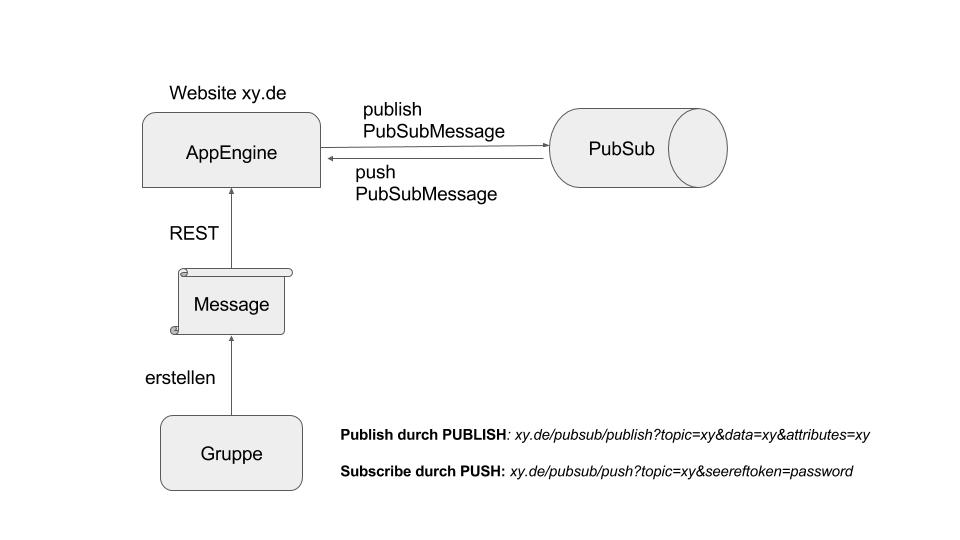 Website xy.de
AppEngine
publish
PubSubMessage
PubSub
push
PubSubMessage
REST
Message
erstellen
Gruppe
Publish durch PUBLISH: xy.de/pubsub/publish?topic=xy&data=xy&attributes=xy
Subscribe durch PUSH: xy.de/pubsub/push?topic=xy&seereftoken=password